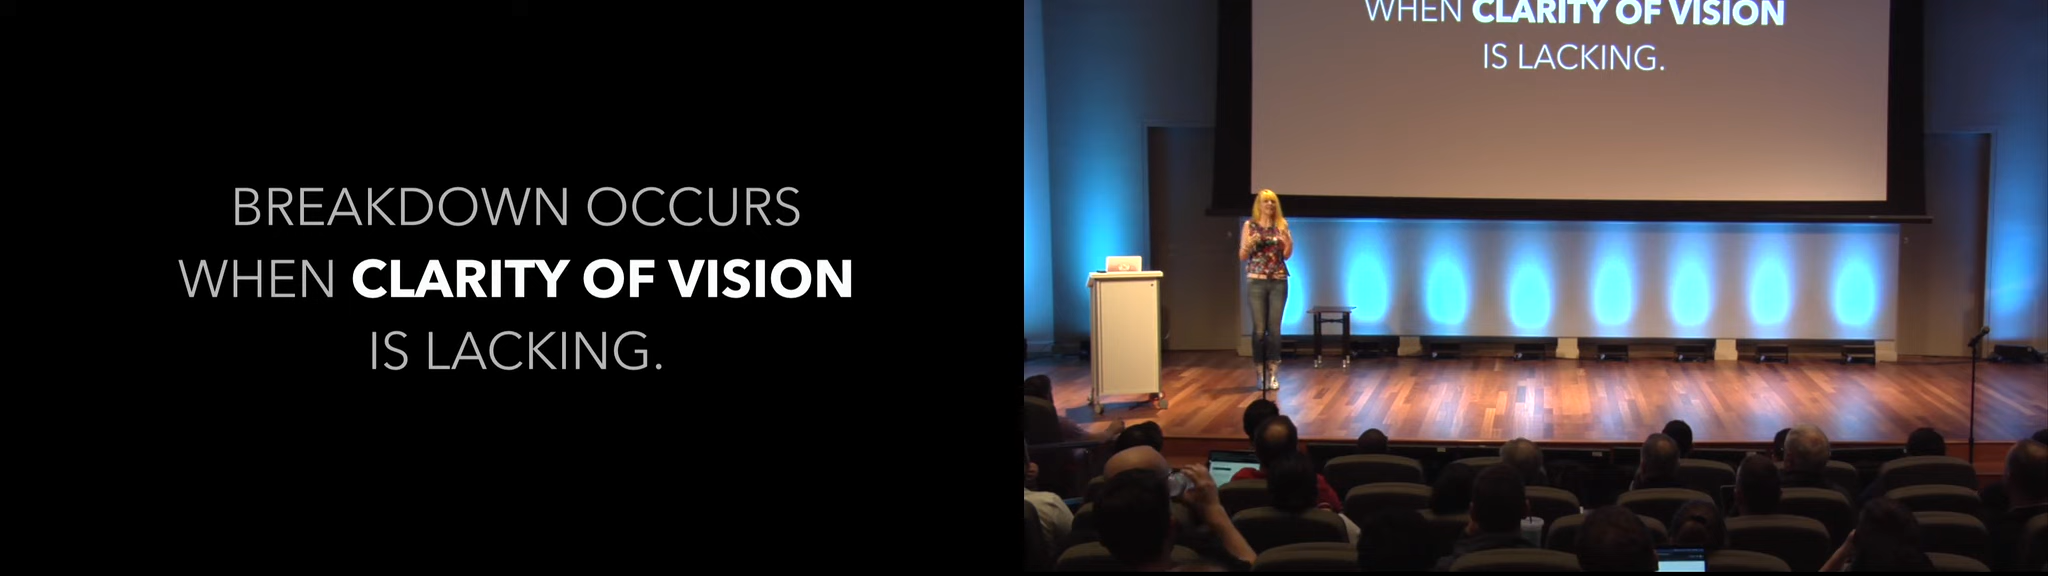 BREAKDOWN OCCURS
WHEN CLARITY OF VISION
IS LACKING.
WHEN CLARITY OF VISION
IS LACKING.